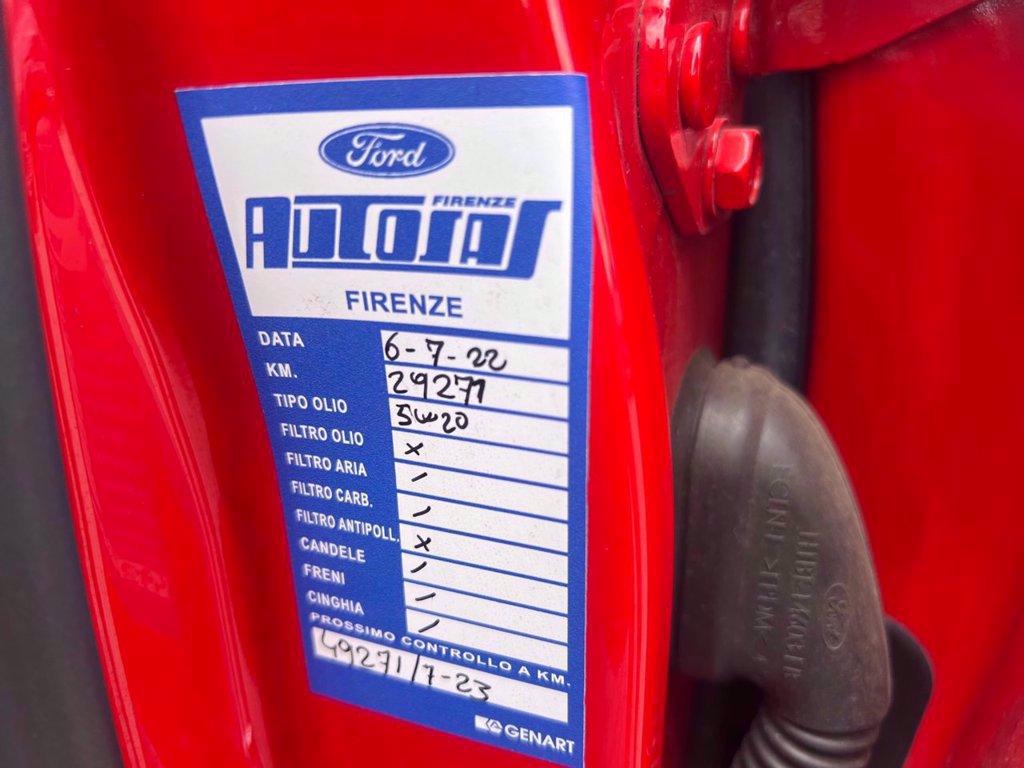 Ford
FIRENZE
AUTOSAS
FIRENZE
DATA 6-7-22
KM. 29271
TIPO OLIO 5W20
FILTRO OLIO x
FILTRO ARIA /
FILTRO CARB. /
FILTRO ANTIPOLL. x
CANDELE /
FRENI /
CINGHIA /
PROSSIMO CONTROLLO A KM.
49271/7-23
GENART
Ford